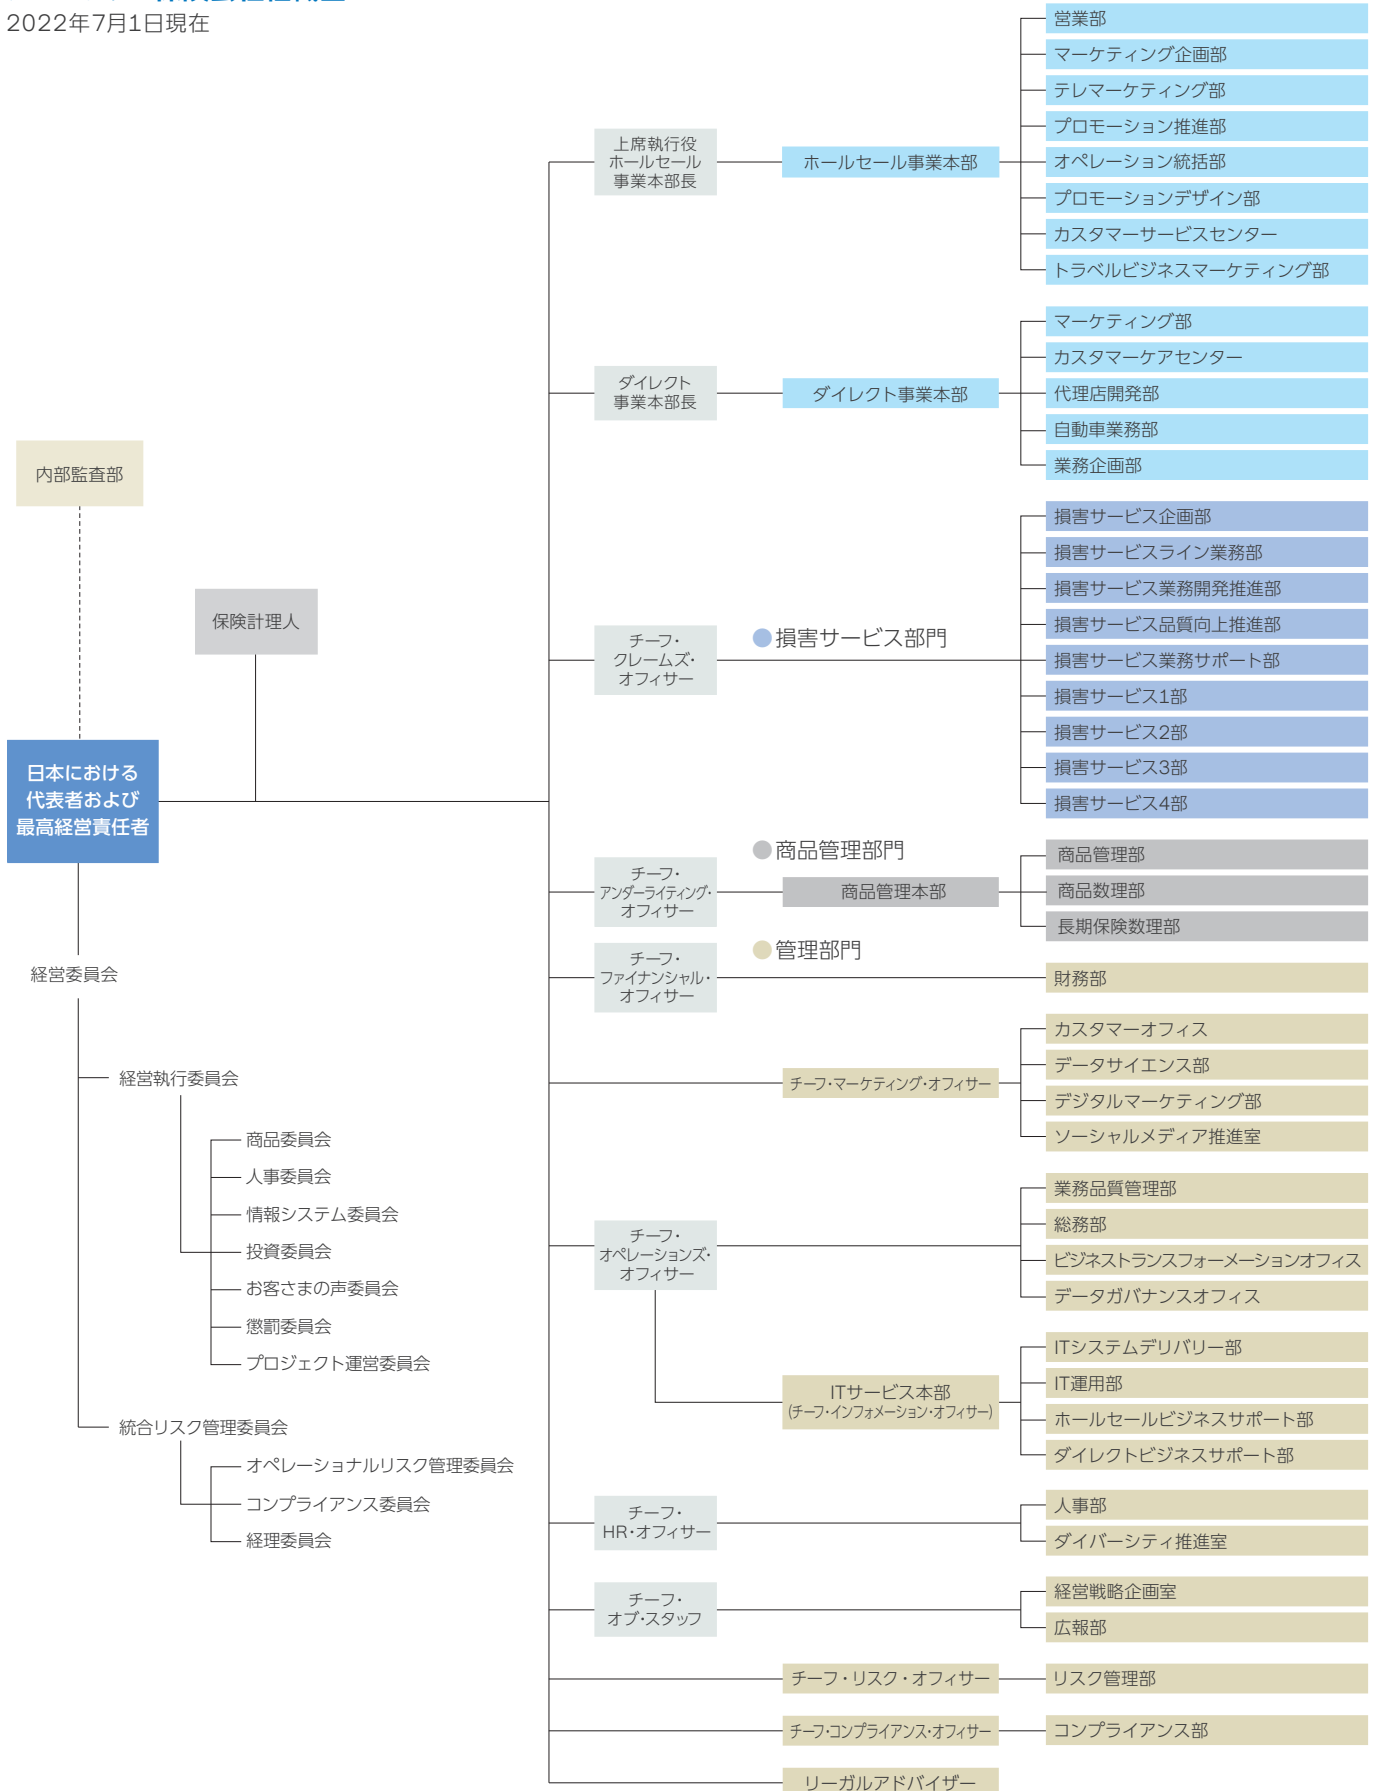 2022年7月1日現在
内部監査部
保険計理人
日本における
代表者および
最高経営責任者
経営委員会
経営執行委員会
商品委員会
人事委員会
情報システム委員会
投資委員会
お客さまの声委員会
懲罰委員会
プロジェクト運営委員会
統合リスク管理委員会
オペレーショナルリスク管理委員会
コンプライアンス委員会
経理委員会
上席執行役
ホールセール
事業本部長
ホールセール事業本部
営業部
マーケティング企画部
テレマーケティング部
プロモーション推進部
オペレーション統括部
プロモーションデザイン部
カスタマーサービスセンター
トラベルビジネスマーケティング部
ダイレクト
事業本部長
ダイレクト事業本部
マーケティング部
カスタマーケアセンター
代理店開発部
自動車業務部
業務企画部
チーフ・
クレームズ・
オフィサー
●損害サービス部門
損害サービス企画部
損害サービスライン業務部
損害サービス業務開発推進部
損害サービス品質向上推進部
損害サービス業務サポート部
損害サービス1部
損害サービス2部
損害サービス3部
損害サービス4部
チーフ・
アンダーライティング・
オフィサー
●商品管理部門
商品管理本部
商品管理部
商品数理部
長期保険数理部
チーフ・
ファイナンシャル・
オフィサー
●管理部門
財務部
チーフ・マーケティング・オフィサー
カスタマーオフィス
データサイエンス部
デジタルマーケティング部
ソーシャルメディア推進室
チーフ・
オペレーションズ・
オフィサー
業務品質管理部
総務部
ビジネストランスフォーメーションオフィス
データガバナンスオフィス
ITサービス本部
(チーフ・インフォメーション・オフィサー)
ITシステムデリバリー部
IT運用部
ホールセールビジネスサポート部
ダイレクトビジネスサポート部
チーフ・
HR・オフィサー
人事部
ダイバーシティ推進室
チーフ・
オブ・スタッフ
経営戦略企画室
広報部
チーフ・リスク・オフィサー
リスク管理部
チーフ・コンプライアンス・オフィサー
コンプライアンス部
リーガルアドバイザー